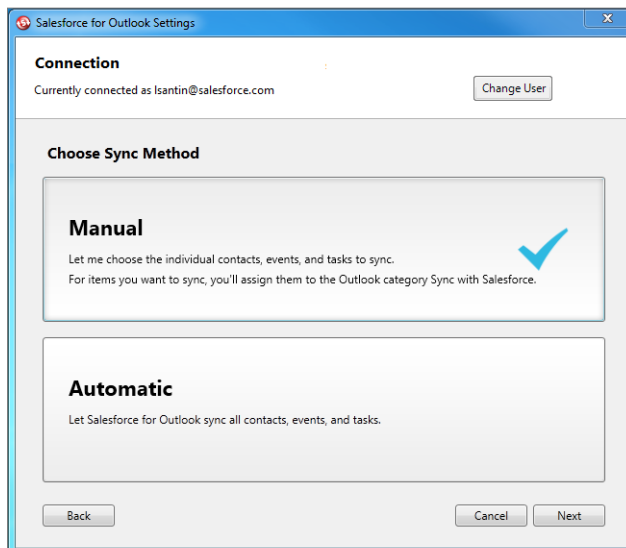 Salesforce for Outlook Settings
Connection
Currently connected as lsantin@salesforce.com
Change User
Choose Sync Method
Manual
Let me choose the individual contacts, events, and tasks to sync.
For items you want to sync, you'll assign them to the Outlook category Sync with Salesforce.
Automatic
Let Salesforce for Outlook sync all contacts, events, and tasks.
Back
Cancel
Next